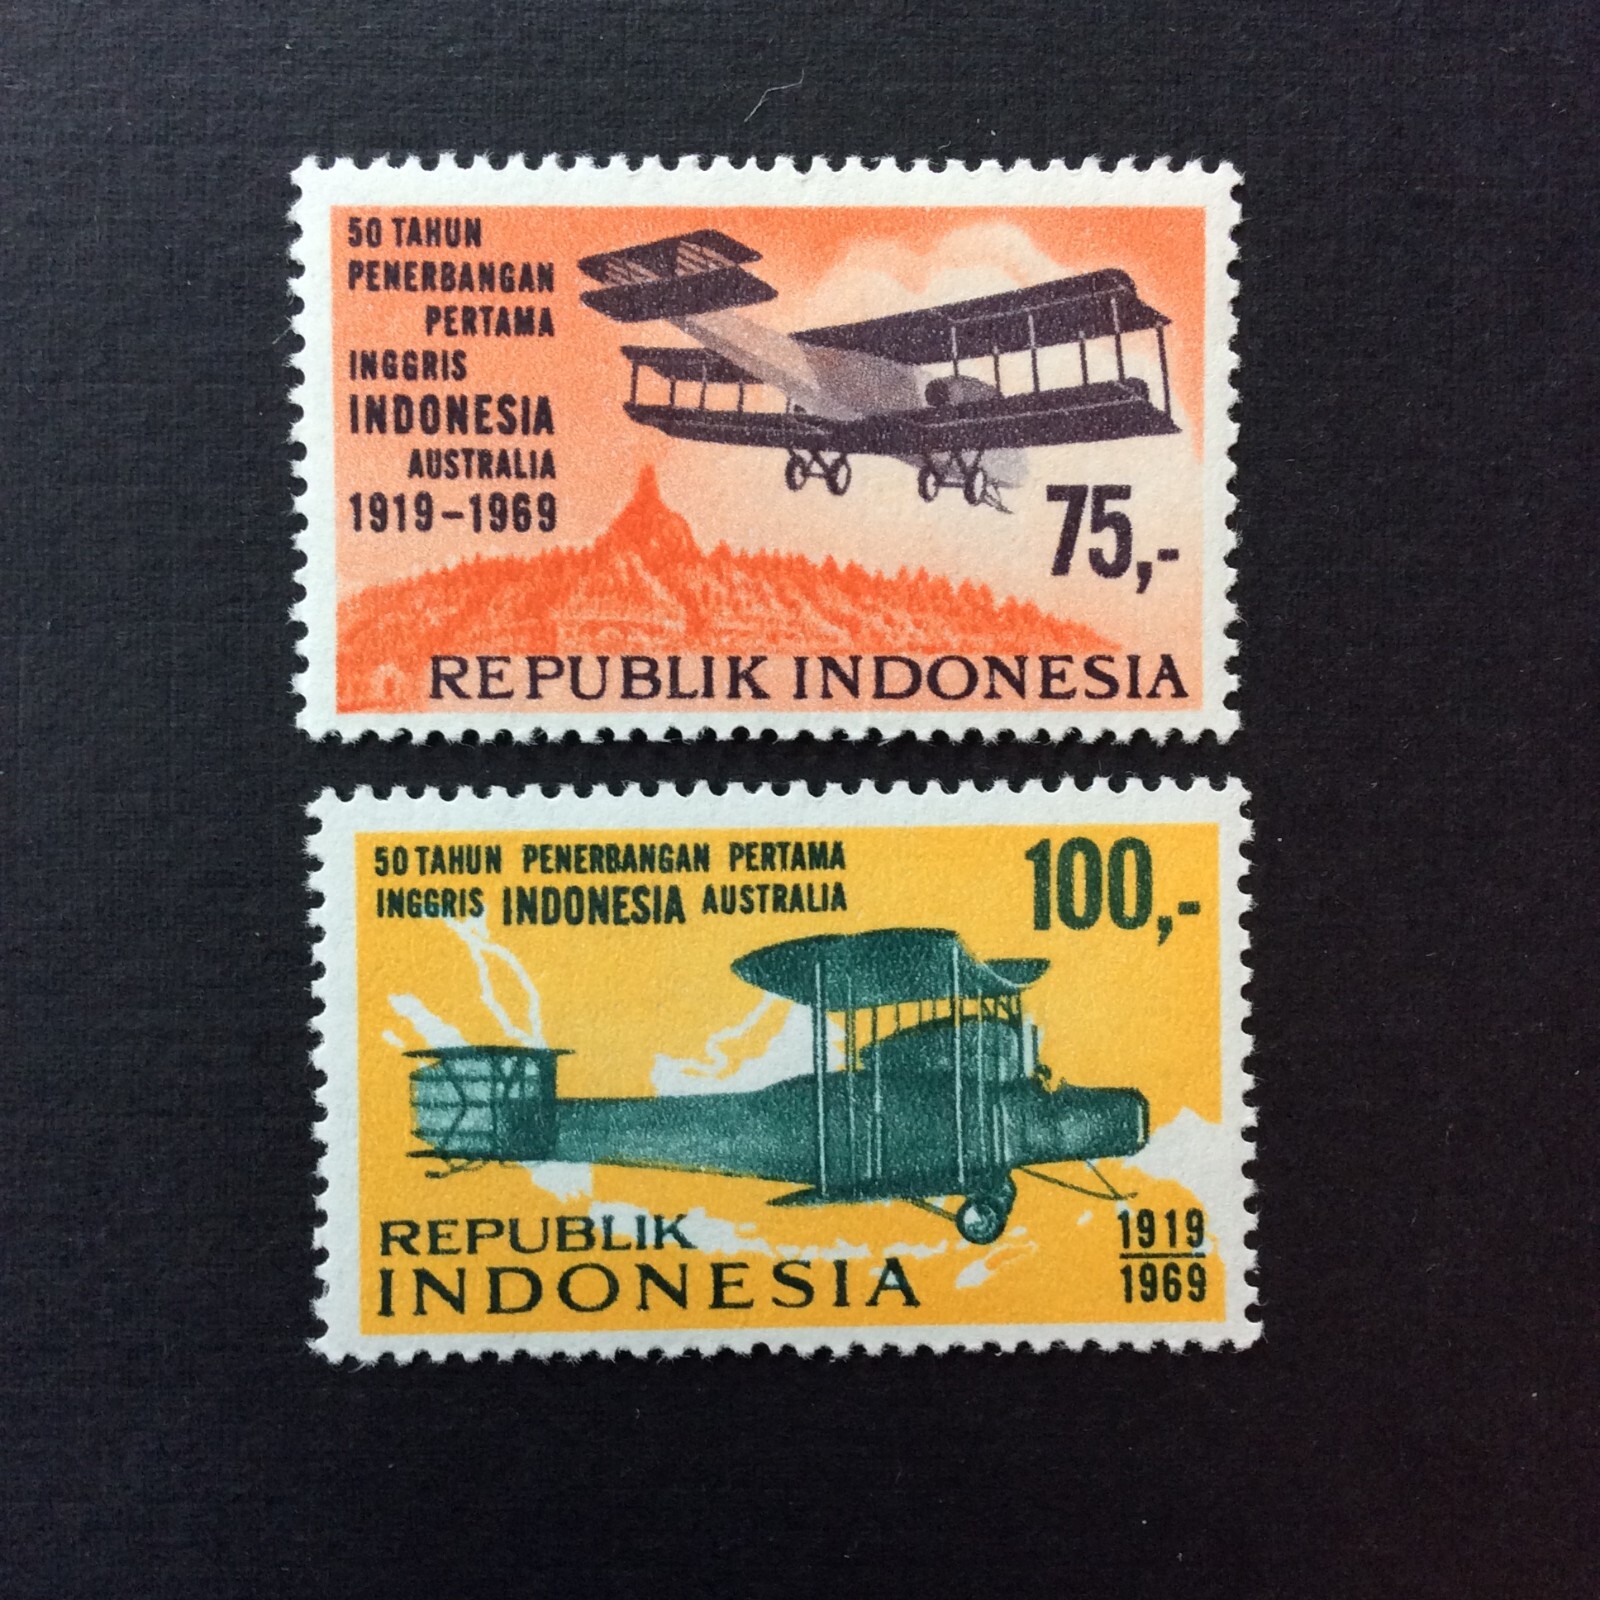 50 TAHUN
PENERBANGAN
PERTAMA
INGGRIS
INDONESIA
AUSTRALIA
1919-1969
75,-
REPUBLIK INDONESIA
50 TAHUN PENERBANGAN PERTAMA
INGGRIS INDONESIA AUSTRALIA
100,-
REPUBLIK
INDONESIA
1919
1969